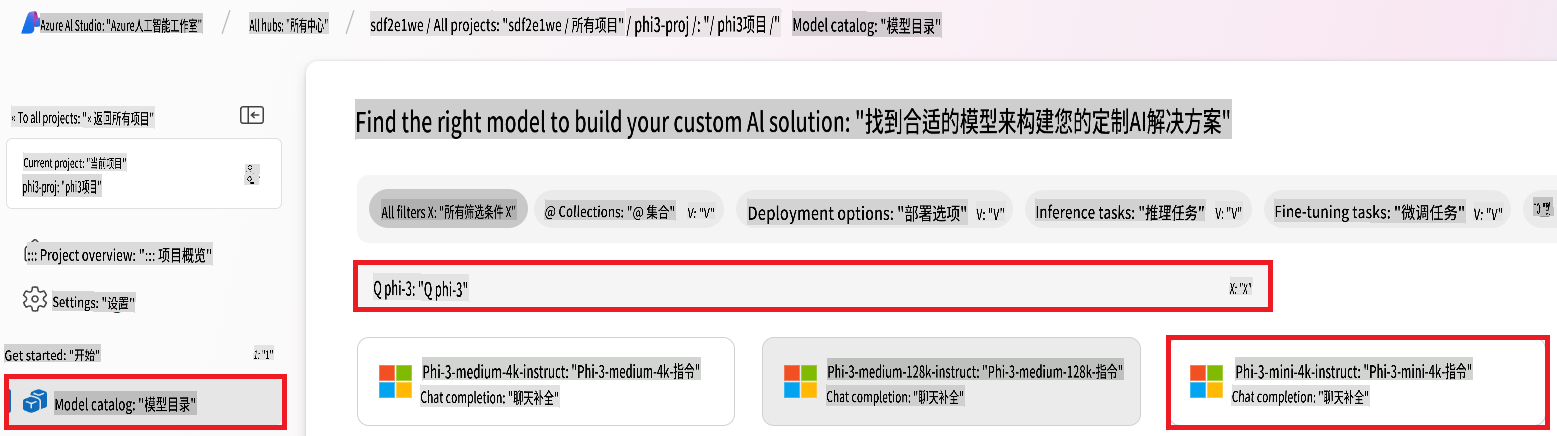 Azure AI Studio: "Azure人工智能工作室" / All hubs: "所有中心" / sdf2e1we / All projects: "sdf2e1we / 所有项目" / phi3-proj /: "/ phi3项目 /" Model catalog: "模型目录"
« To all projects: "« 返回所有项目"
Current project: "当前项目"
phi3-proj: "phi3项目"
::: Project overview: "::: 项目概览"
Settings: "设置"
Get started: "开始"
Model catalog: "模型目录"
Find the right model to build your custom AI solution: "找到合适的模型来构建您的定制AI解决方案"
All filters X: "所有筛选条件 X" @ Collections: "@ 集合" V: "V" Deployment options: "部署选项" V: "V" Inference tasks: "推理任务" V: "V" Fine-tuning tasks: "微调任务" V: "V"
Q phi-3: "Q phi-3" X: "X"
Phi-3-medium-4k-instruct: "Phi-3-medium-4k-指令"
Chat completion: "聊天补全"
Phi-3-medium-128k-instruct: "Phi-3-medium-128k-指令"
Chat completion: "聊天补全"
Phi-3-mini-4k-instruct: "Phi-3-mini-4k-指令"
Chat completion: "聊天补全"